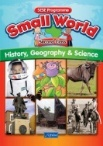 SESE Programme
Small World
History, Geography & Science